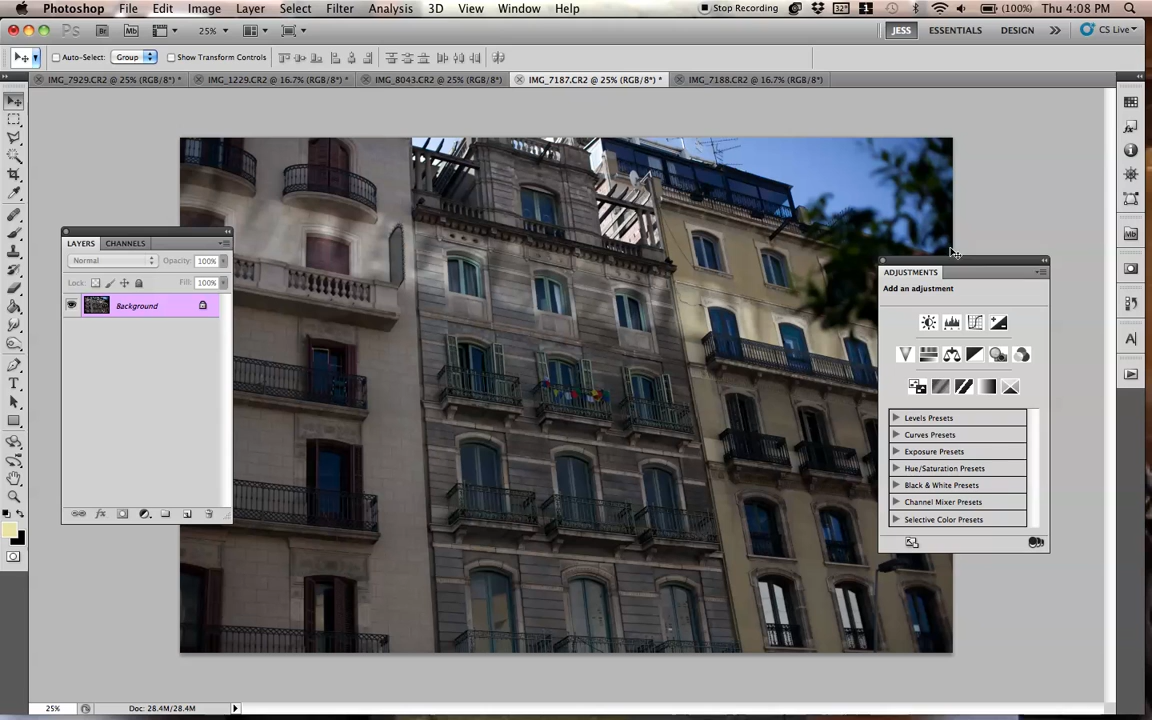 Photoshop File Edit Image Layer Select Filter Analysis 3D View Window Help Stop Recording (100%) Thu 4:08 PM
Ps Br Mb 25% JESS ESSENTIALS DESIGN CS Live
Auto-Select: Group Show Transform Controls
IMG_7929.CR2 @ 25% (RGB/8*) * IMG_1229.CR2 @ 16.7% (RGB/8*) * IMG_8043.CR2 @ 25% (RGB/8*) IMG_7187.CR2 @ 25% (RGB/8*) * IMG_7188.CR2 @ 16.7% (RGB/8*)
LAYERS CHANNELS
Normal Opacity: 100%
Lock: Fill: 100%
Background
fx
ADJUSTMENTS
Add an adjustment
Levels Presets
Curves Presets
Exposure Presets
Hue/Saturation Presets
Black & White Presets
Channel Mixer Presets
Selective Color Presets
Mb
25% Doc: 28.4M/28.4M